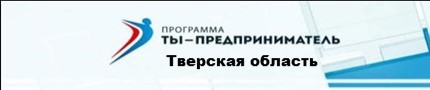 ПРОГРАММА
ТЫ—ПРЕДПРИНИМАТЕЛЬ
Тверская область